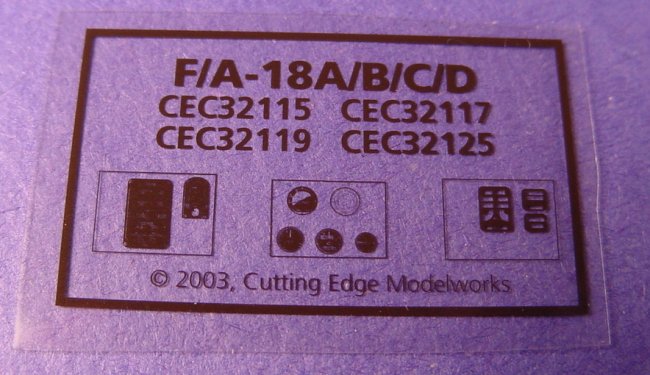 F/A-18A/B/C/D
CEC32115 CEC32117
CEC32119 CEC32125
© 2003, Cutting Edge Modelworks